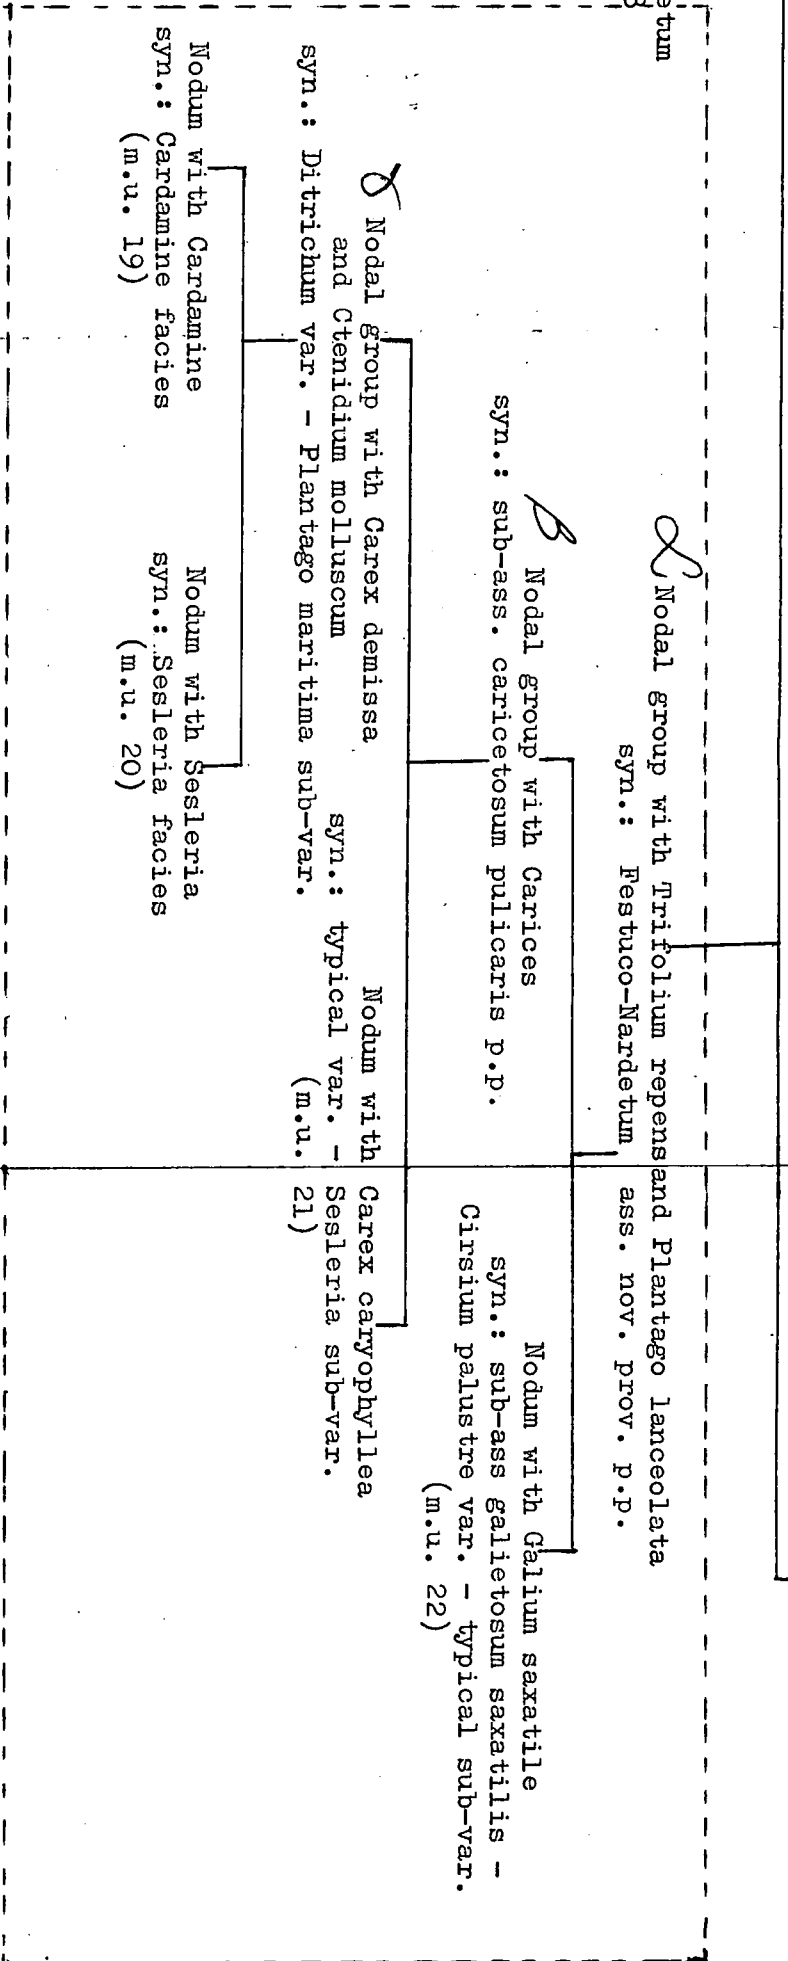 etum
α Nodal group with Trifolium repens and Plantago lanceolata
syn.: Festuco-Nardetum ass. nov. prov. p.p.
β Nodal group with Carices
syn.: sub-ass. caricetosum pulicaris p.p.
Nodum with Galium saxatile
syn.: sub-ass galietosum saxatilis -
Cirsium palustre var. - typical sub-var.
(m.u. 22)
γ Nodal group with Carex demissa
and Ctenidium molluscum
syn.: Ditrichum var. - Plantago maritima sub-var.
Nodum with Carex caryophyllea
syn.: typical var. - Sesleria sub-var.
(m.u. 21)
Nodum with Cardamine
syn.: Cardamine facies
(m.u. 19)
Nodum with Sesleria
syn.: Sesleria facies
(m.u. 20)